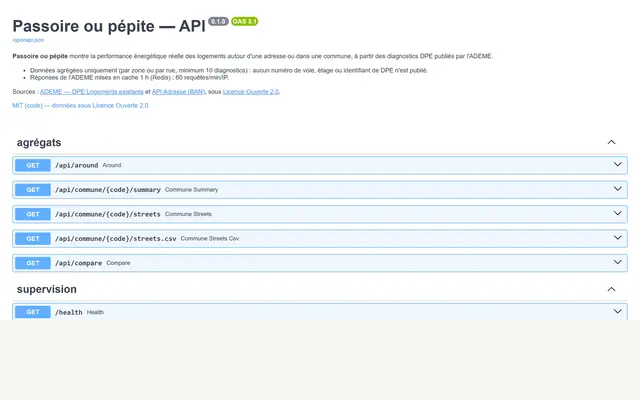 Passoire ou pépite — API 0.1.0 OAS 3.1
/openapi.json
Passoire ou pépite montre la performance énergétique réelle des logements autour d'une adresse ou dans une commune, à partir des diagnostics DPE publiés par l'ADEME.
Données agrégées uniquement (par zone ou par rue, minimum 10 diagnostics) : aucun numéro de voie, étage ou identifiant de DPE n'est publié.
Réponses de l'ADEME mises en cache 1 h (Redis) ; 60 requêtes/min/IP.
Sources : ADEME — DPE Logements existants et API Adresse (BAN), sous Licence Ouverte 2.0.
MIT (code) — données sous Licence Ouverte 2.0
agrégats
GET /api/around Around
GET /api/commune/{code}/summary Commune Summary
GET /api/commune/{code}/streets Commune Streets
GET /api/commune/{code}/streets.csv Commune Streets Csv
GET /api/compare Compare
supervision
GET /health Health